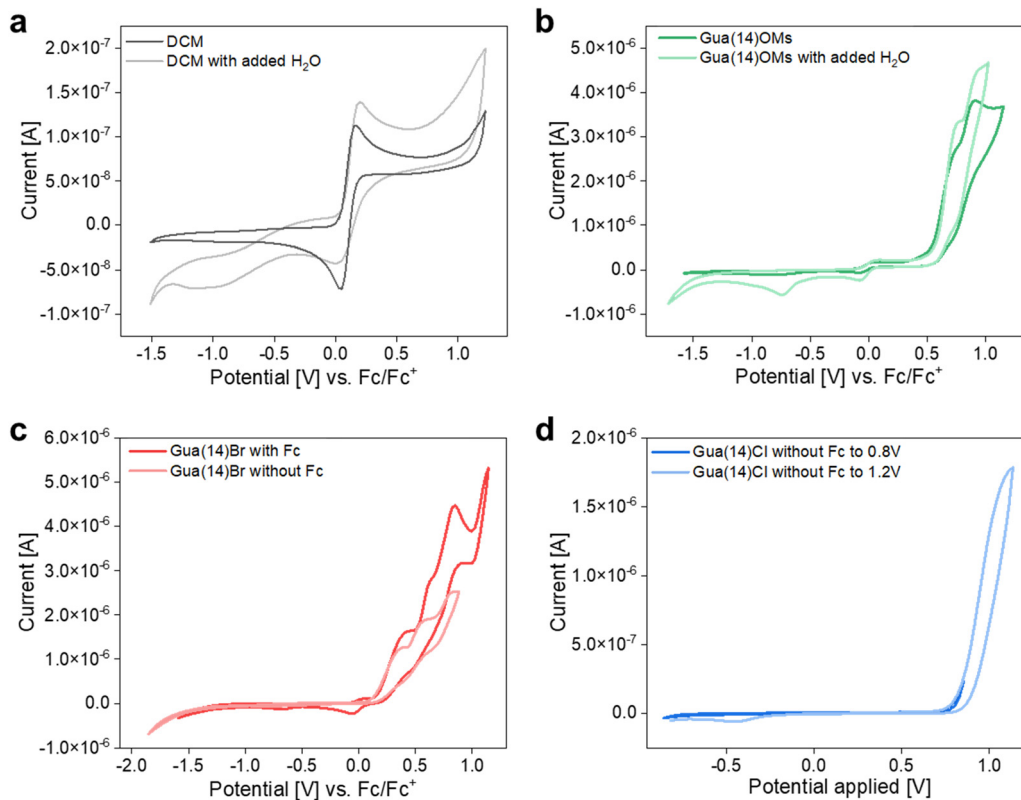 a
DCM
DCM with added H₂O
2.0×10⁻⁷
1.5×10⁻⁷
1.0×10⁻⁷
5.0×10⁻⁸
0.0
-5.0×10⁻⁸
-1.0×10⁻⁷
Current [A]
-1.5 -1.0 -0.5 0.0 0.5 1.0
Potential [V] vs. Fc/Fc⁺
b
Gua(14)OMs
Gua(14)OMs with added H₂O
5.0×10⁻⁶
4.0×10⁻⁶
3.0×10⁻⁶
2.0×10⁻⁶
1.0×10⁻⁶
0.0
-1.0×10⁻⁶
Current [A]
-1.5 -1.0 -0.5 0.0 0.5 1.0
Potential [V] vs. Fc/Fc⁺
c
Gua(14)Br with Fc
Gua(14)Br without Fc
6.0×10⁻⁶
5.0×10⁻⁶
4.0×10⁻⁶
3.0×10⁻⁶
2.0×10⁻⁶
1.0×10⁻⁶
0.0
-1.0×10⁻⁶
Current [A]
-2.0 -1.5 -1.0 -0.5 0.0 0.5 1.0
Potential [V] vs. Fc/Fc⁺
d
Gua(14)Cl without Fc to 0.8V
Gua(14)Cl without Fc to 1.2V
2.0×10⁻⁶
1.5×10⁻⁶
1.0×10⁻⁶
5.0×10⁻⁷
0.0
Current [A]
-0.5 0.0 0.5 1.0
Potential applied [V]